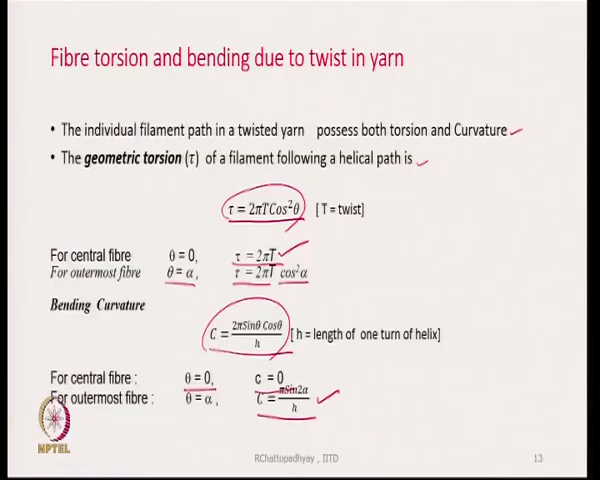 Fibre torsion and bending due to twist in yarn
• The individual filament path in a twisted yarn possess both torsion and Curvature
• The geometric torsion (τ) of a filament following a helical path is
τ = 2πTCos²θ [ T = twist]
For central fibre θ = 0, τ = 2πT
For outermost fibre θ = α, τ = 2πT cos²α
Bending Curvature
C = 2πSinθ Cosθ / h [ h = length of one turn of helix]
For central fibre : θ = 0, c = 0
For outermost fibre : θ = α, C = πSin2α / h
NPTEL
RChattopadhyay , IITD
13